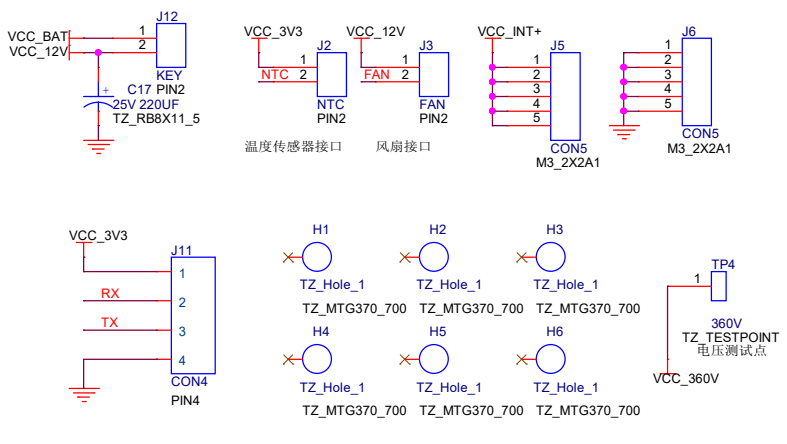 J12
VCC_BAT 1
VCC_12V 2
KEY
C17 PIN2
+
25V 220UF
TZ_RB8X11_5
VCC_3V3
J2
1
NTC 2
NTC
PIN2
温度传感器接口
VCC_12V
J3
1
FAN 2
FAN
PIN2
风扇接口
VCC_INT+
J5
1
2
3
4
5
CON5
M3_2X2A1
J6
1
2
3
4
5
CON5
M3_2X2A1
VCC_3V3
J11
1
RX 2
TX 3
4
CON4
PIN4
H1
TZ_Hole_1
TZ_MTG370_700
H2
TZ_Hole_1
TZ_MTG370_700
H3
TZ_Hole_1
TZ_MTG370_700
H4
TZ_Hole_1
TZ_MTG370_700
H5
TZ_Hole_1
TZ_MTG370_700
H6
TZ_Hole_1
TZ_MTG370_700
TP4
1
360V
TZ_TESTPOINT
电压测试点
VCC_360V